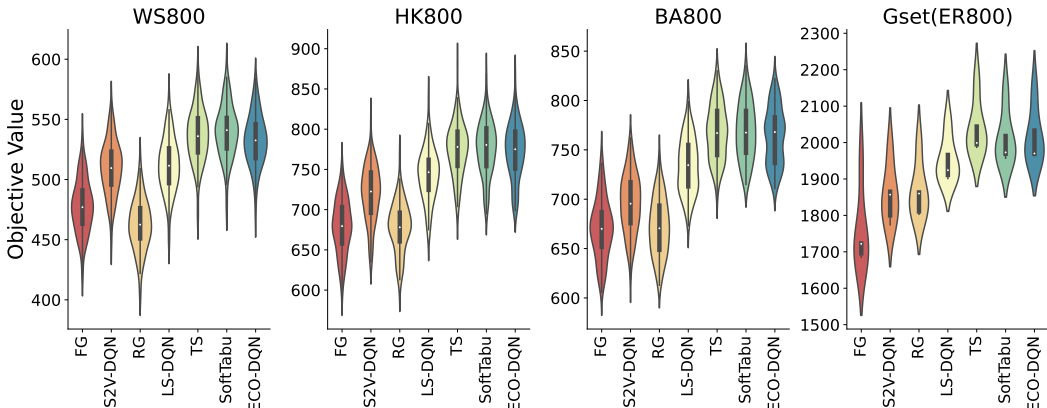 WS800
HK800
BA800
Gset(ER800)
Objective Value
600
550
500
450
400
FG
S2V-DQN
RG
LS-DQN
TS
SoftTabu
ECO-DQN
900
850
800
750
700
650
600
FG
S2V-DQN
RG
LS-DQN
TS
SoftTabu
ECO-DQN
850
800
750
700
650
600
FG
S2V-DQN
RG
LS-DQN
TS
SoftTabu
ECO-DQN
2300
2200
2100
2000
1900
1800
1700
1600
1500
FG
S2V-DQN
RG
LS-DQN
TS
SoftTabu
ECO-DQN